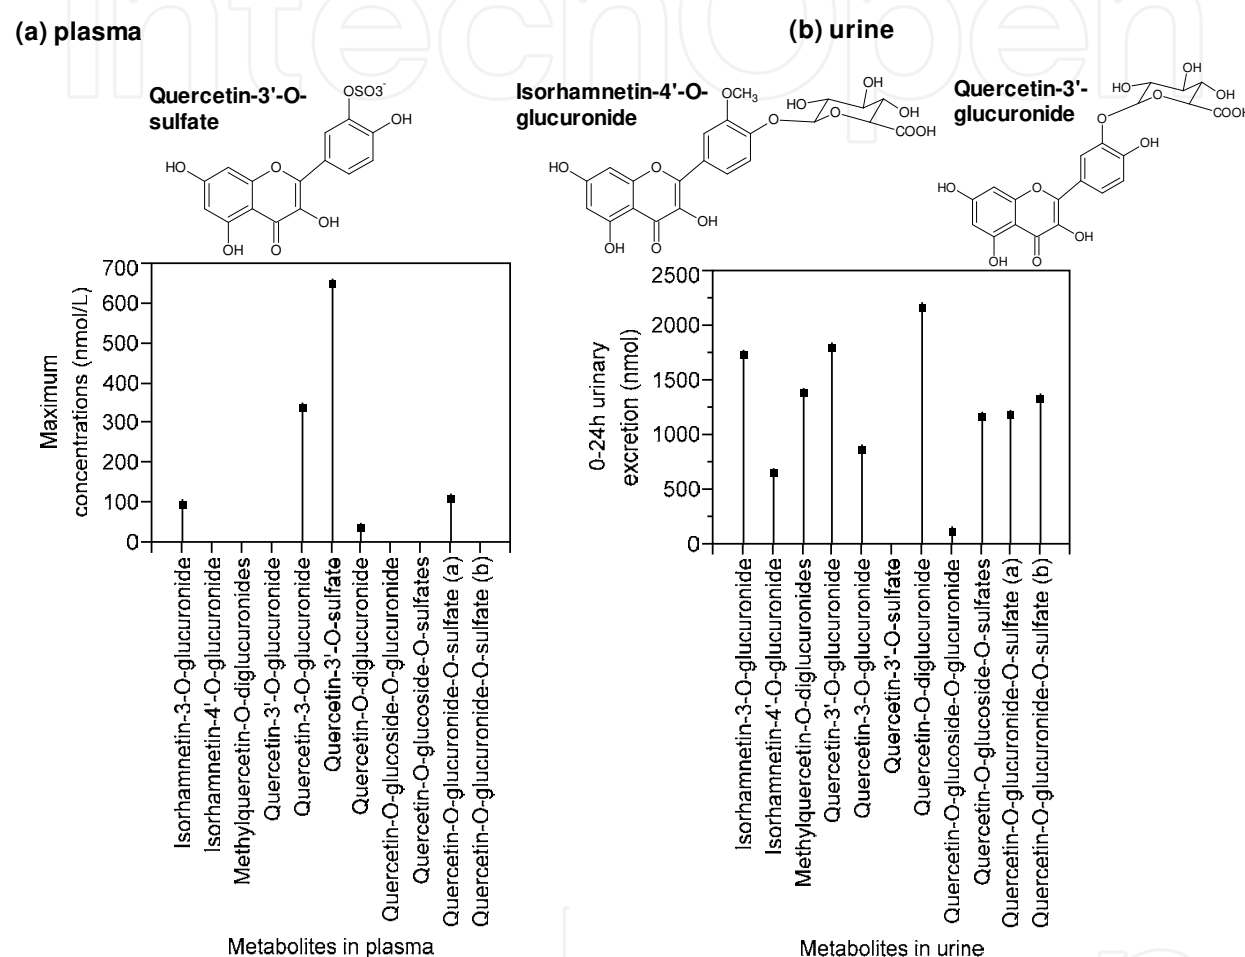 IntechOpen
(a) plasma
(b) urine
Quercetin-3'-O-
sulfate
OSO3-
OH
HO
O
OH
OH
O
Isorhamnetin-4'-O-
glucuronide
OCH3
HO
OH
OH
O
O
COOH
HO
O
OH
OH
O
Quercetin-3'-
glucuronide
HO
OH
OH
O
COOH
O
OH
HO
O
OH
OH
O
Maximum
concentrations (nmol/L)
700
600
500
400
300
200
100
0
Isorhamnetin-3-O-glucuronide
Isorhamnetin-4'-O-glucuronide
Methylquercetin-O-diglucuronides
Quercetin-3'-O-glucuronide
Quercetin-3-O-glucuronide
Quercetin-3'-O-sulfate
Quercetin-O-diglucuronide
Quercetin-O-glucoside-O-glucuronide
Quercetin-O-glucoside-O-sulfates
Quercetin-O-glucuronide-O-sulfate (a)
Quercetin-O-glucuronide-O-sulfate (b)
Metabolites in plasma
0-24h urinary
excretion (nmol)
2500
2000
1500
1000
500
0
Isorhamnetin-3-O-glucuronide
Isorhamnetin-4'-O-glucuronide
Methylquercetin-O-diglucuronides
Quercetin-3'-O-glucuronide
Quercetin-3-O-glucuronide
Quercetin-3'-O-sulfate
Quercetin-O-diglucuronide
Quercetin-O-glucoside-O-glucuronide
Quercetin-O-glucoside-O-sulfates
Quercetin-O-glucuronide-O-sulfate (a)
Quercetin-O-glucuronide-O-sulfate (b)
Metabolites in urine